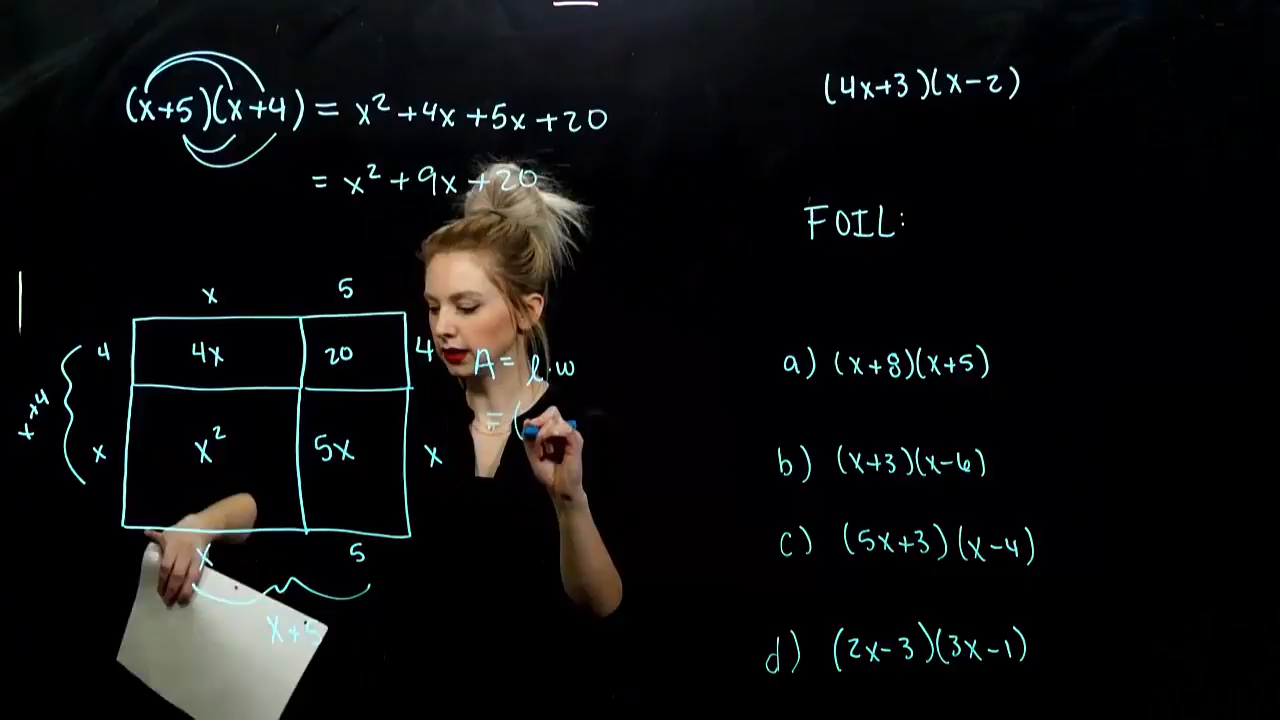 (x+5)(x+4) = x² + 4x + 5x + 20
= x² + 9x + 20
x 5
4 4x 20 4
x+4
x x² 5x x
x 5
x+5
A = l·w
= (
(4x+3)(x-2)
FOIL:
a) (x+8)(x+5)
b) (x+3)(x-6)
c) (5x+3)(x-4)
d) (2x-3)(3x-1)